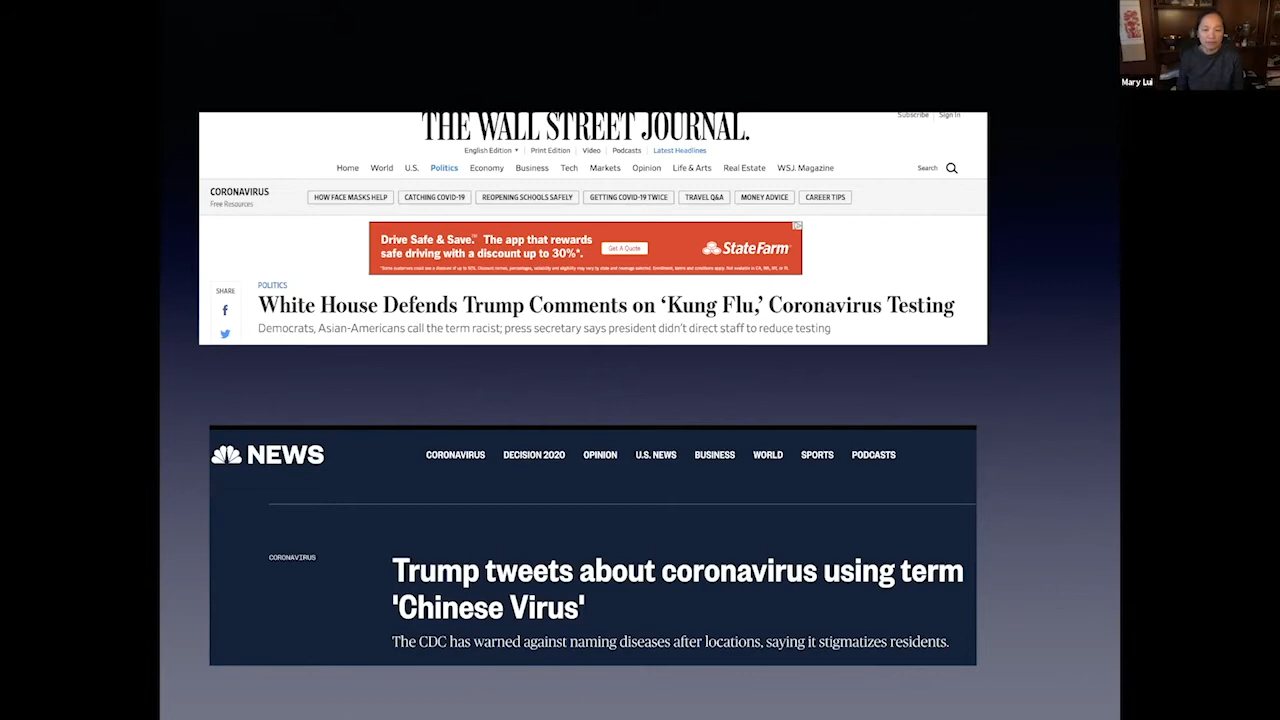 Mary Lui
THE WALL STREET JOURNAL.
Subscribe Sign In
English Edition Print Edition Video Podcasts Latest Headlines
Home World U.S. Politics Economy Business Tech Markets Opinion Life & Arts Real Estate WSJ. Magazine Search
CORONAVIRUS
Free Resources
HOW FACE MASKS HELP CATCHING COVID-19 REOPENING SCHOOLS SAFELY GETTING COVID-19 TWICE TRAVEL Q&A MONEY ADVICE CAREER TIPS
Drive Safe & Save.™ The app that rewards
safe driving with a discount up to 30%*.
Get A Quote
StateFarm
POLITICS
SHARE
White House Defends Trump Comments on ‘Kung Flu,’ Coronavirus Testing
Democrats, Asian-Americans call the term racist; press secretary says president didn’t direct staff to reduce testing
NEWS
CORONAVIRUS DECISION 2020 OPINION U.S. NEWS BUSINESS WORLD SPORTS PODCASTS
CORONAVIRUS
Trump tweets about coronavirus using term
'Chinese Virus'
The CDC has warned against naming diseases after locations, saying it stigmatizes residents.